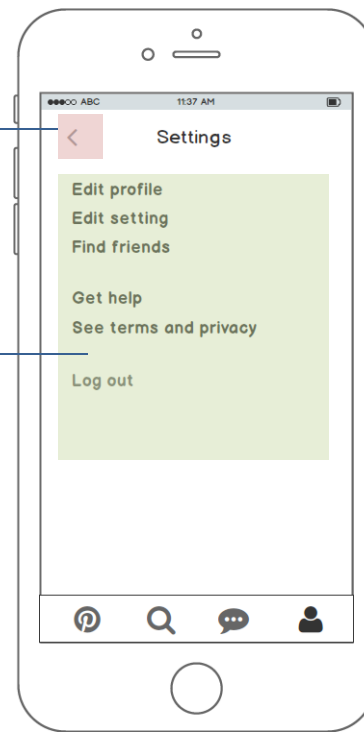 ABC 11:37 AM
Settings
Edit profile
Edit setting
Find friends
Get help
See terms and privacy
Log out